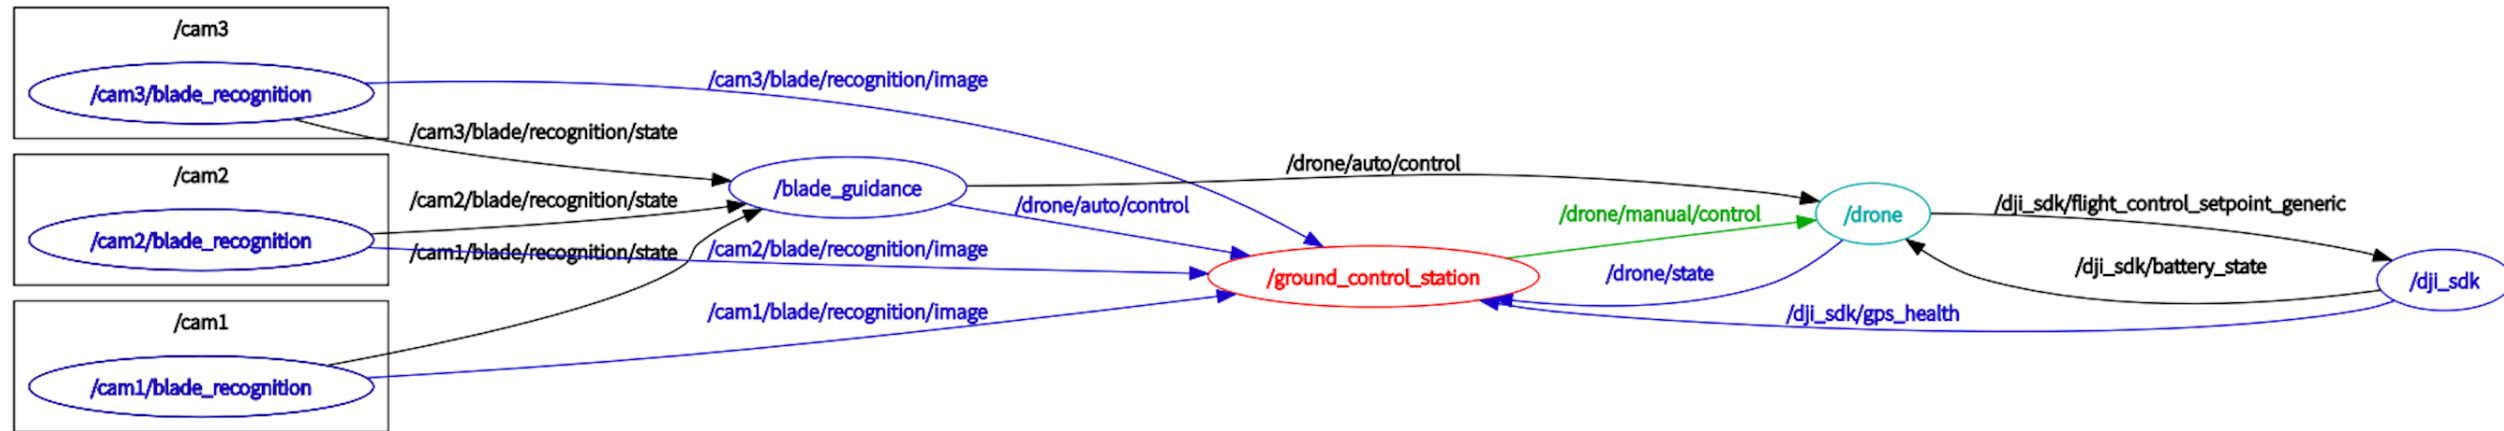 /cam3
/cam3/blade_recognition
/cam3/blade/recognition/image
/cam3/blade/recognition/state
/cam2
/cam2/blade_recognition
/cam2/blade/recognition/state
/cam1/blade/recognition/state
/cam2/blade/recognition/image
/cam1
/cam1/blade_recognition
/cam1/blade/recognition/image
/blade_guidance
/drone/auto/control
/drone/auto/control
/ground_control_station
/drone/manual/control
/drone/state
/drone
/dji_sdk/flight_control_setpoint_generic
/dji_sdk/battery_state
/dji_sdk/gps_health
/dji_sdk